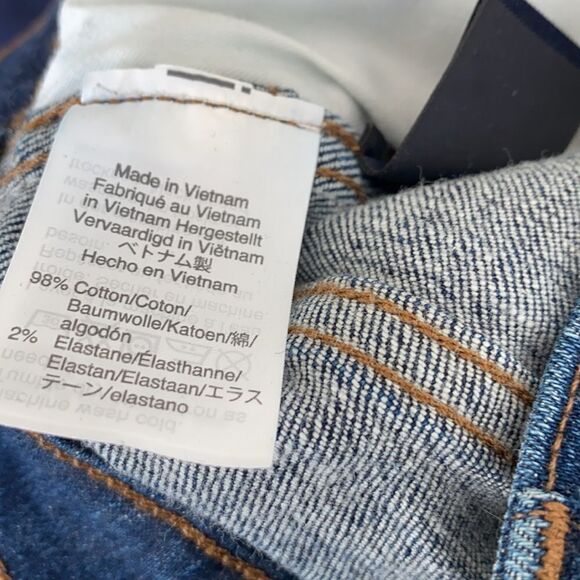 Made in Vietnam
Fabriqué au Vietnam
in Vietnam Hergestellt
Vervaardigd in Viëtnam
ベトナム製
Hecho en Vietnam
98% Cotton/Coton/
Baumwolle/Katoen/綿/
algodón
2% Elastane/Élasthanne/
Elastan/Elastaan/エラス
テーン/elastano